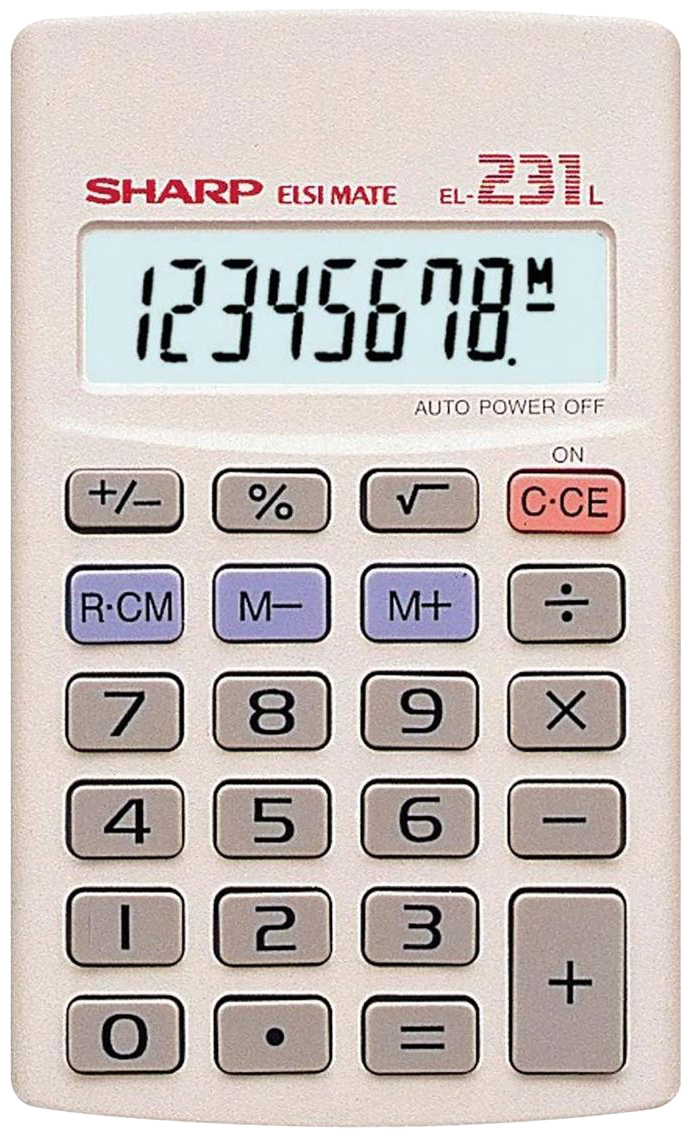 SHARP ELSI MATE EL-231L
12345678. M
–
AUTO POWER OFF
ON
+/− % √ C·CE
R·CM M− M+ ÷
7 8 9 ×
4 5 6 −
1 2 3
+
0 • =